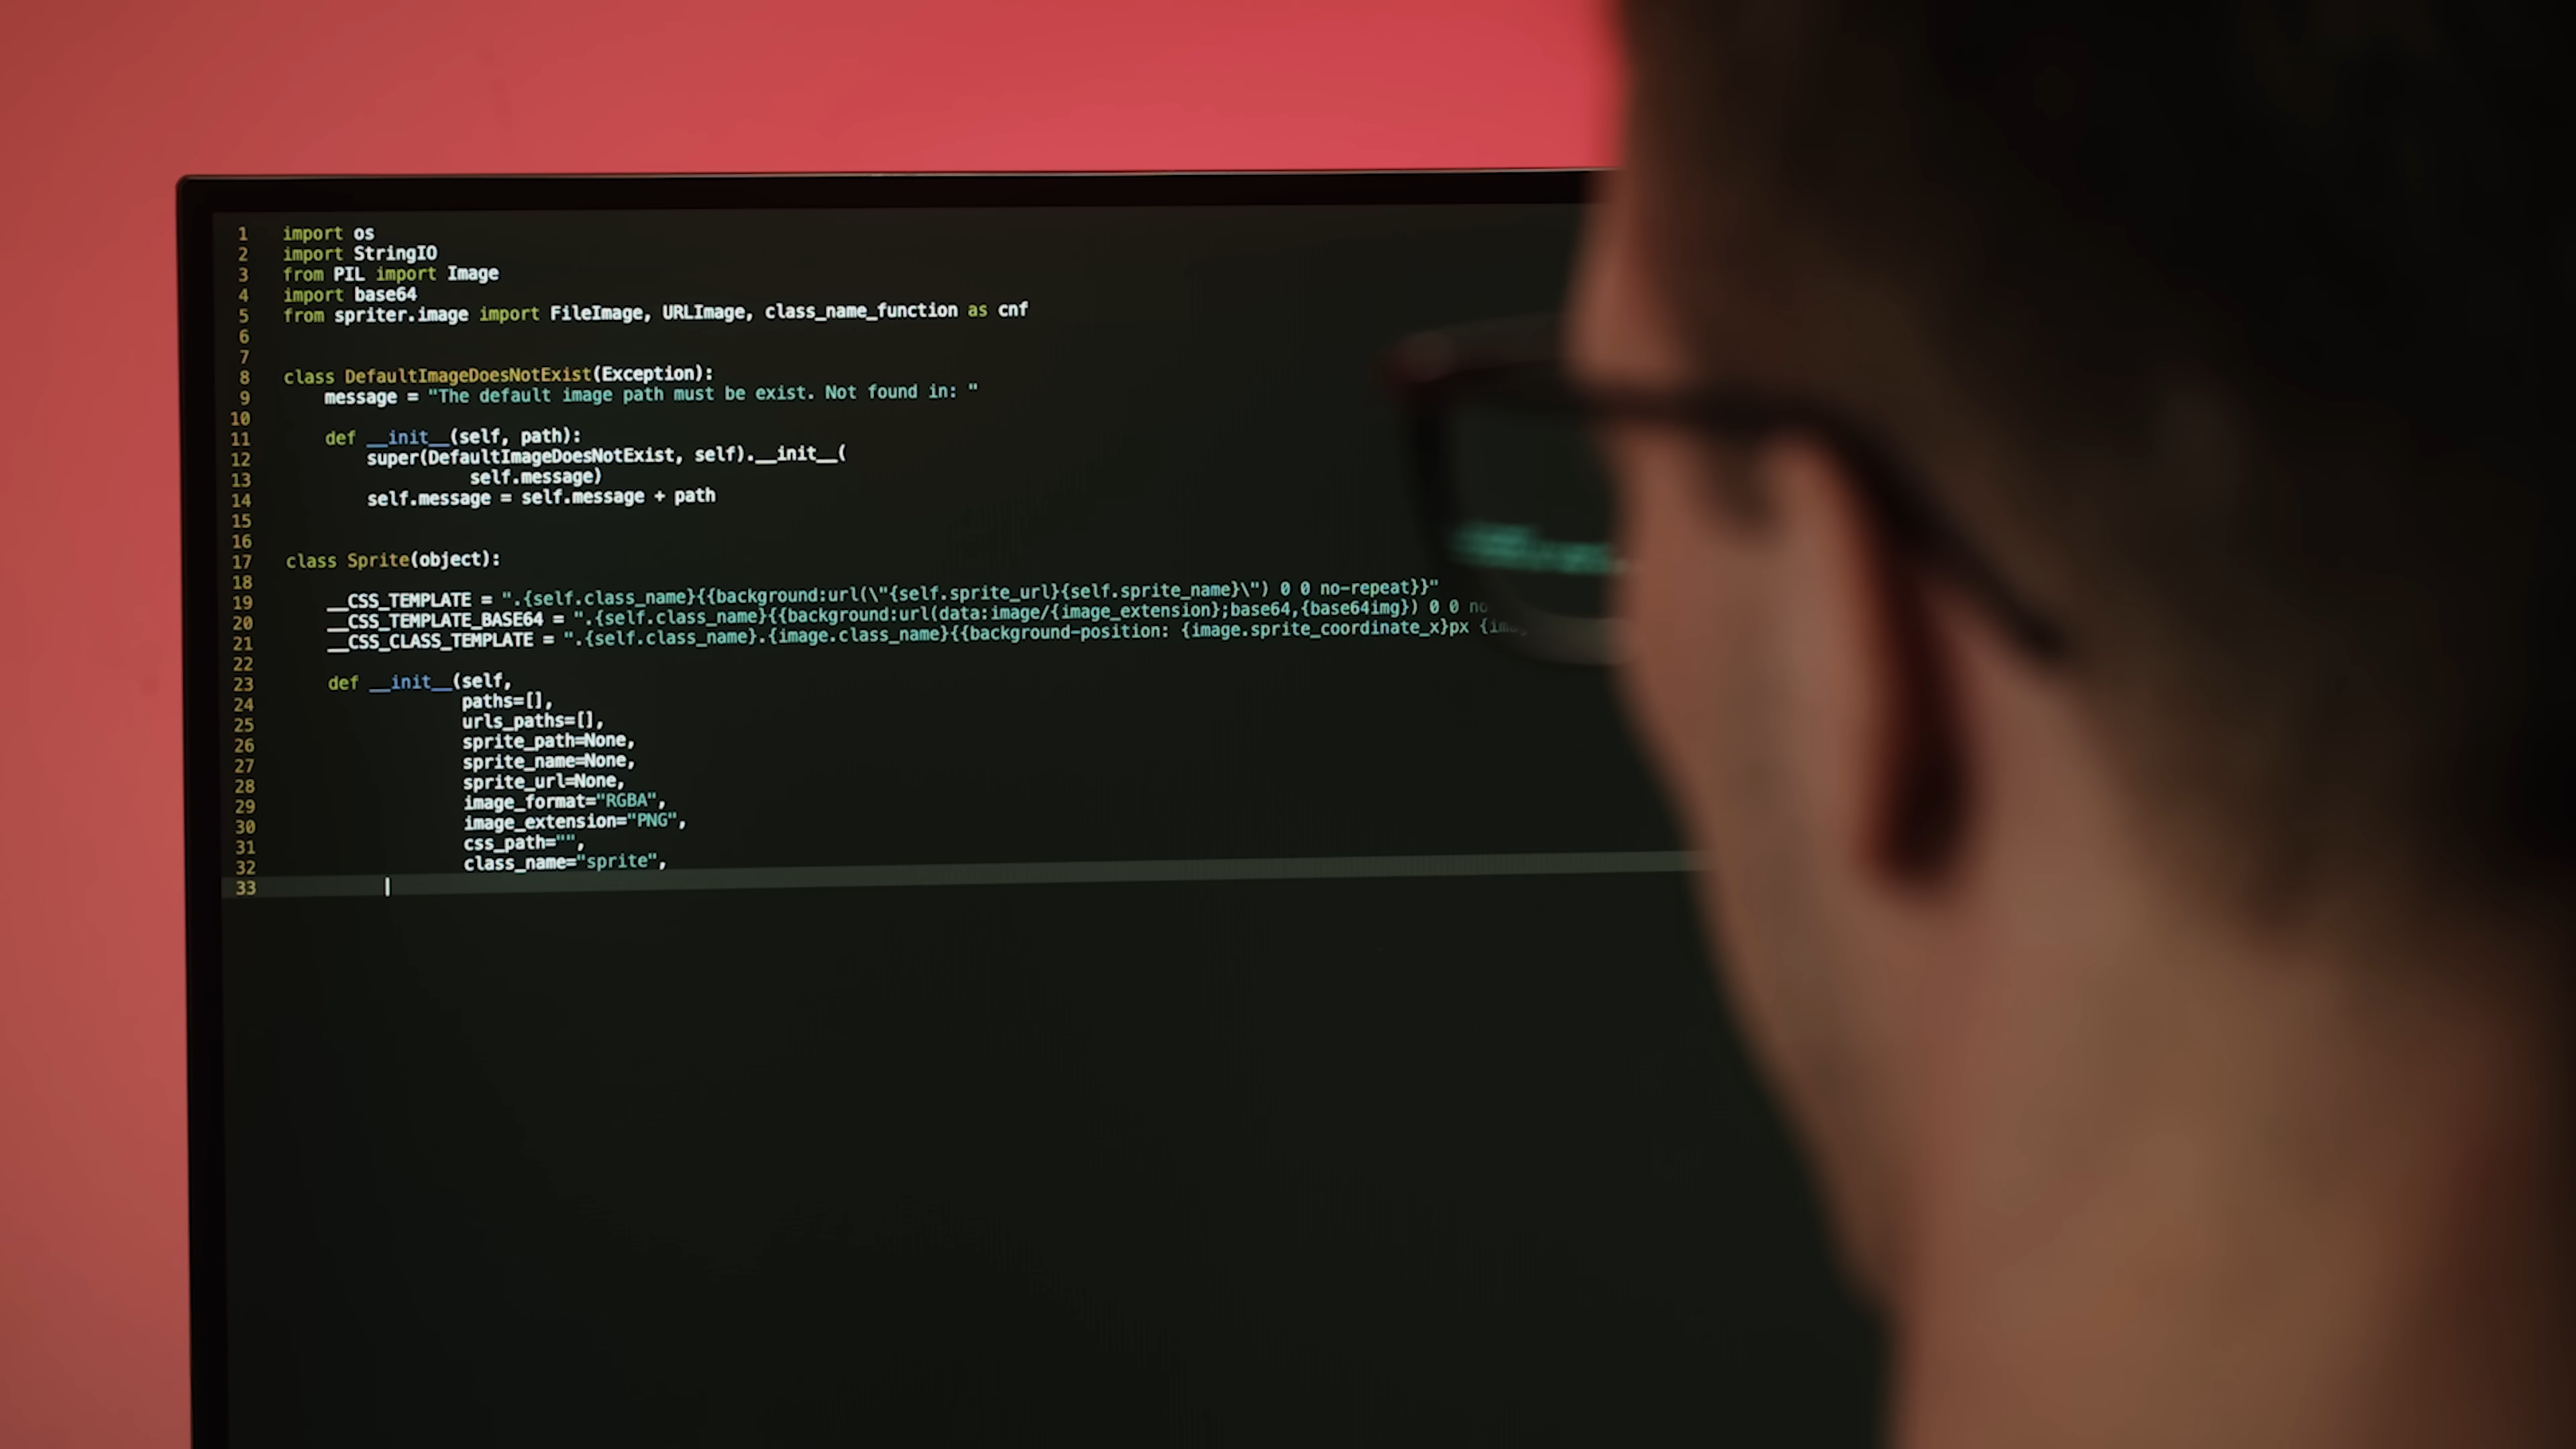 1 import os
2 import StringIO
3 from PIL import Image
4 import base64
5 from spriter.image import FileImage, URLImage, class_name_function as cnf
6
7
8 class DefaultImageDoesNotExist(Exception):
9     message = "The default image path must be exist. Not found in: "
10
11     def __init__(self, path):
12         super(DefaultImageDoesNotExist, self).__init__(
13                   self.message)
14         self.message = self.message + path
15
16
17 class Sprite(object):
18
19     __CSS_TEMPLATE = ".{self.class_name}{{background:url(\"{self.sprite_url}{self.sprite_name}\") 0 0 no-repeat}}"
20     __CSS_TEMPLATE_BASE64 = ".{self.class_name}{{background:url(data:image/{image_extension};base64,{base64img}) 0 0 no
21     __CSS_CLASS_TEMPLATE = ".{self.class_name}.{image.class_name}{{background-position: {image.sprite_coordinate_x}px
22
23     def __init__(self,
24                  paths=[],
25                  urls_paths=[],
26                  sprite_path=None,
27                  sprite_name=None,
28                  sprite_url=None,
29                  image_format="RGBA",
30                  image_extension="PNG",
31                  css_path="",
32                  class_name="sprite",
33